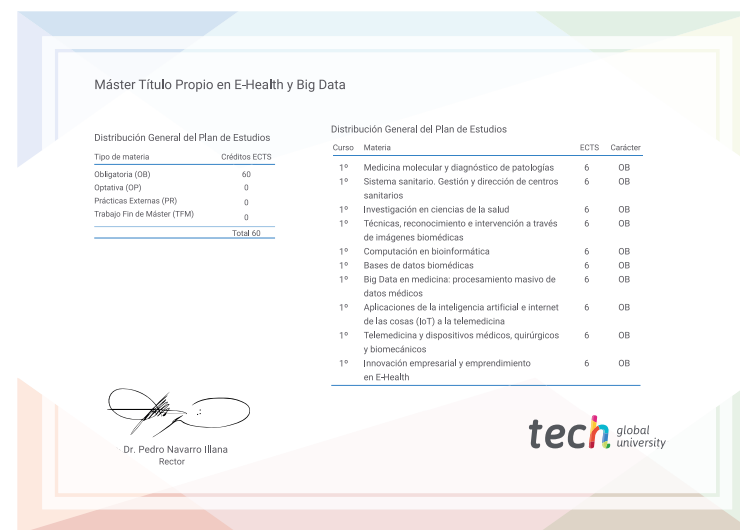 Máster Título Propio en E-Health y Big Data
Distribución General del Plan de Estudios
Tipo de materia Créditos ECTS
Obligatoria (OB) 60
Optativa (OP) 0
Prácticas Externas (PR) 0
Trabajo Fin de Máster (TFM) 0
Total 60
Distribución General del Plan de Estudios
Curso Materia ECTS Carácter
1º Medicina molecular y diagnóstico de patologías 6 OB
1º Sistema sanitario. Gestión y dirección de centros 6 OB
sanitarios
1º Investigación en ciencias de la salud 6 OB
1º Técnicas, reconocimiento e intervención a través 6 OB
de imágenes biomédicas
1º Computación en bioinformática 6 OB
1º Bases de datos biomédicas 6 OB
1º Big Data en medicina: procesamiento masivo de 6 OB
datos médicos
1º Aplicaciones de la inteligencia artificial e internet 6 OB
de las cosas (IoT) a la telemedicina
1º Telemedicina y dispositivos médicos, quirúrgicos 6 OB
y biomecánicos
1º Innovación empresarial y emprendimiento 6 OB
en E-Health
Dr. Pedro Navarro Illana
Rector
tech global
university